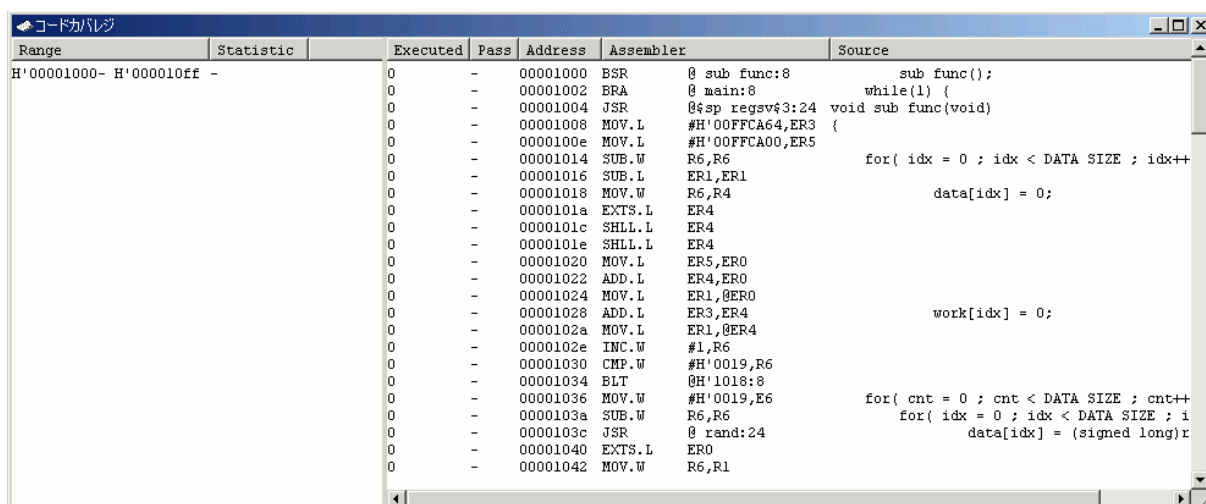 コードカバレジ
Range Statistic Executed Pass Address Assembler Source
H'00001000- H'000010ff -
0 - 00001000 BSR @ sub func:8 sub func();
0 - 00001002 BRA @ main:8 while(1) {
0 - 00001004 JSR @$sp regsv$3:24 void sub func(void)
0 - 00001008 MOV.L #H'00FFCA64,ER3 {
0 - 0000100e MOV.L #H'00FFCA00,ER5
0 - 00001014 SUB.W R6,R6 for( idx = 0 ; idx < DATA SIZE ; idx++
0 - 00001016 SUB.L ER1,ER1
0 - 00001018 MOV.W R6,R4 data[idx] = 0;
0 - 0000101a EXTS.L ER4
0 - 0000101c SHLL.L ER4
0 - 0000101e SHLL.L ER4
0 - 00001020 MOV.L ER5,ER0
0 - 00001022 ADD.L ER4,ER0
0 - 00001024 MOV.L ER1,@ER0
0 - 00001028 ADD.L ER3,ER4 work[idx] = 0;
0 - 0000102a MOV.L ER1,@ER4
0 - 0000102e INC.W #1,R6
0 - 00001030 CMP.W #H'0019,R6
0 - 00001034 BLT @H'1018:8
0 - 00001036 MOV.W #H'0019,E6 for( cnt = 0 ; cnt < DATA SIZE ; cnt++
0 - 0000103a SUB.W R6,R6 for( idx = 0 ; idx < DATA SIZE ; i
0 - 0000103c JSR @ rand:24 data[idx] = (signed long)r
0 - 00001040 EXTS.L ER0
0 - 00001042 MOV.W R6,R1